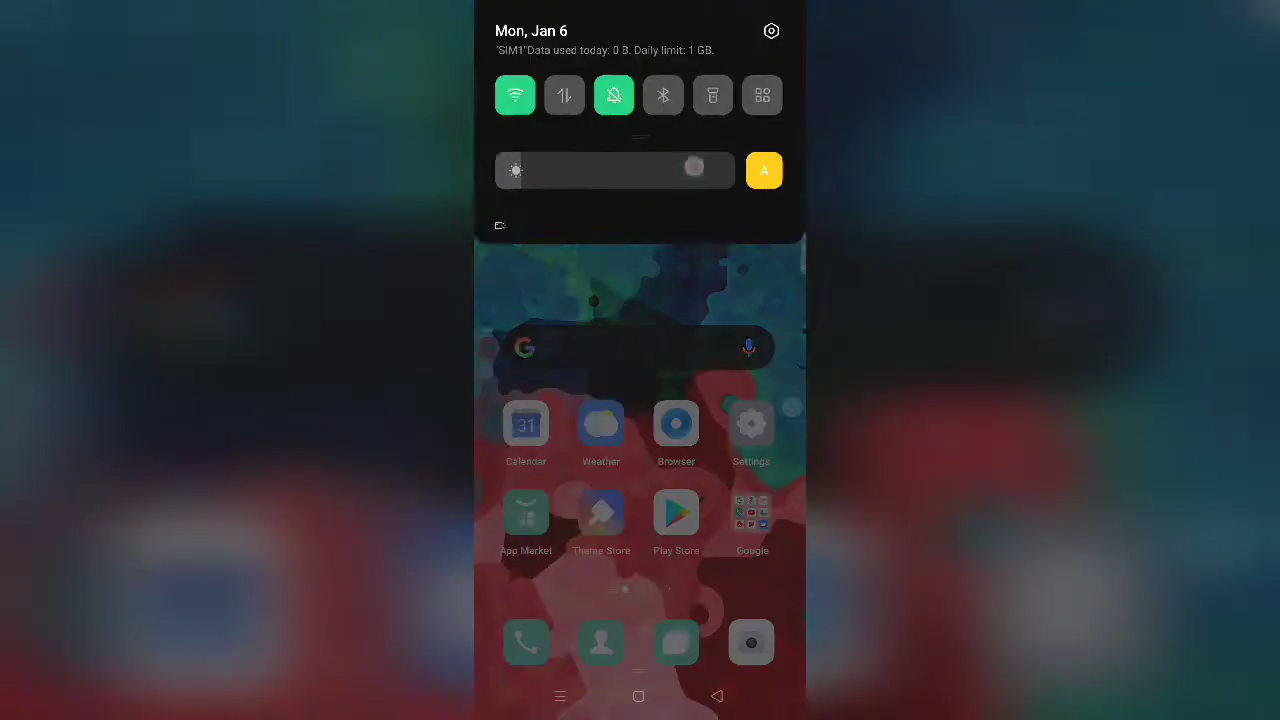 Mon, Jan 6
"SIM1"Data used today: 0 B. Daily limit: 1 GB.
A
G
31
Calendar
Weather
Browser
Settings
App Market
Theme Store
Play Store
Google